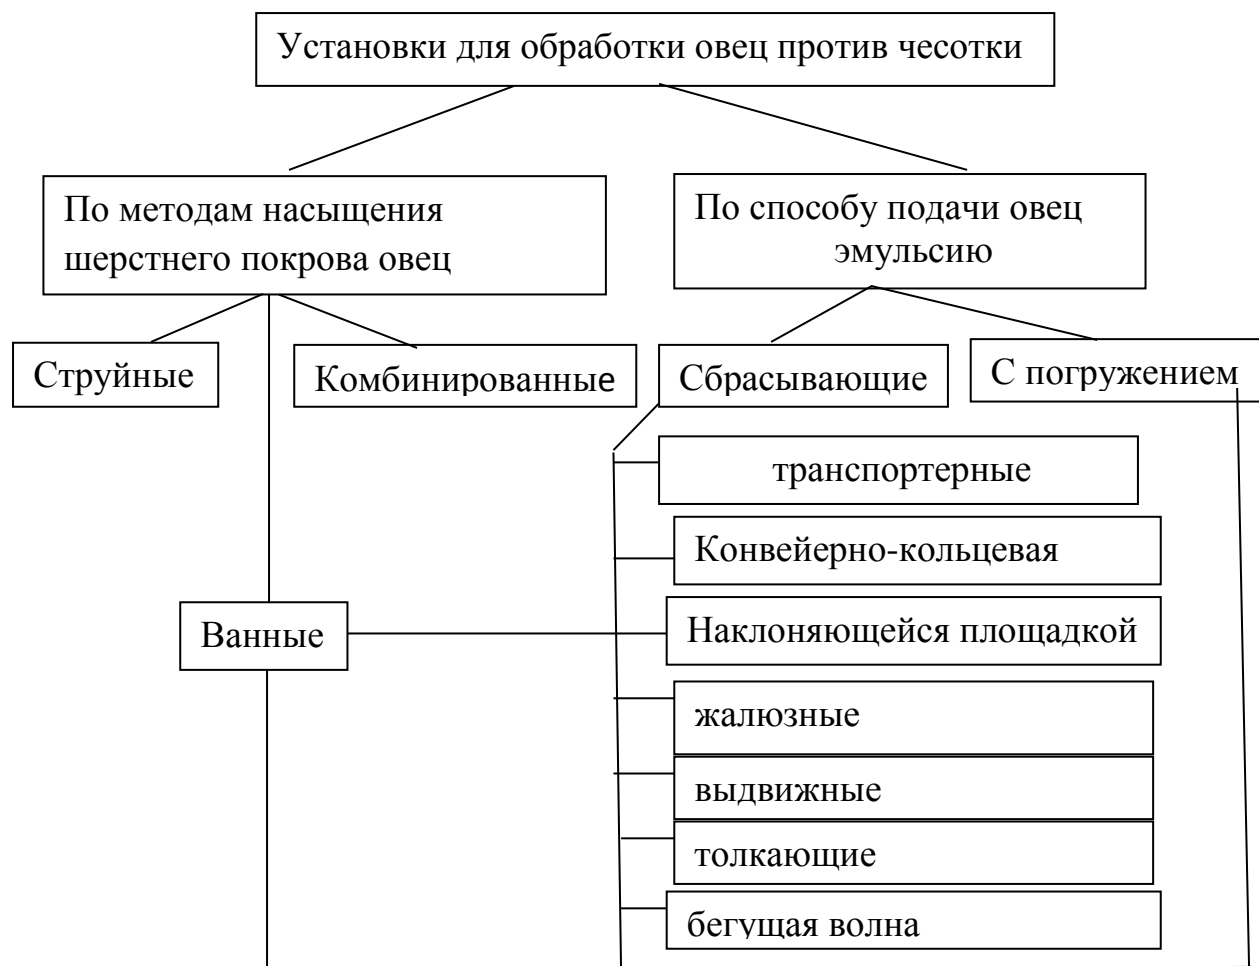 Установки для обработки овец против чесотки
По методам насыщения
шерстнего покрова овец
По способу подачи овец
эмульсию
Струйные
Комбинированные
Сбрасывающие
С погружением
транспортерные
Конвейерно-кольцевая
Ванные
Наклоняющейся площадкой
жалюзные
выдвижные
толкающие
бегущая волна